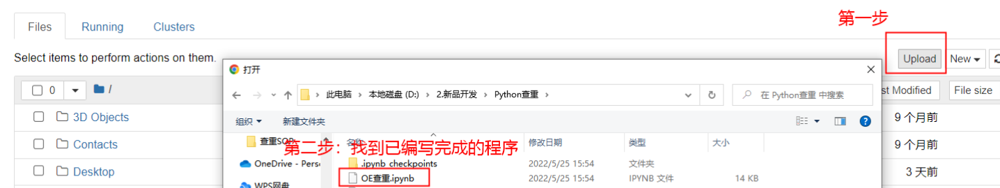 第一步
Files Running Clusters
Select items to perform actions on them.
Upload New
打开
0 /
此电脑 › 本地磁盘 (D:) › 2.新品开发 › Python查重 ›
在 Python查重 中搜索
st Modified File size
3D Objects
9 个月前
组织 新建文件夹
查重SOP
第二步：找到已编写完成的程序
名称 修改日期 类型 大小
Contacts
9 个月前
OneDrive - Perso
.ipynb_checkpoints 2022/5/25 15:54 文件夹
Desktop
3 天前
OE查重.ipynb 2022/5/25 15:54 IPYNB 文件 14 KB
WPS网盘